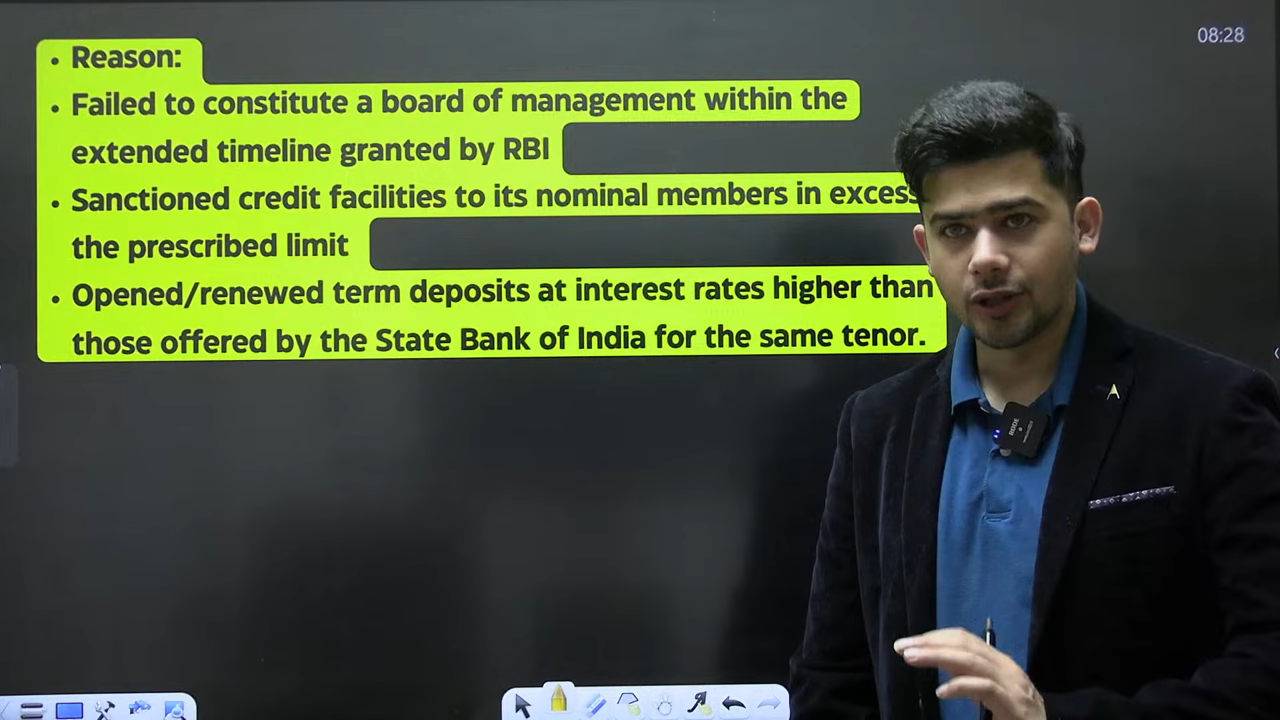 08:28
• Reason:
• Failed to constitute a board of management within the
extended timeline granted by RBI
• Sanctioned credit facilities to its nominal members in excess
the prescribed limit
• Opened/renewed term deposits at interest rates higher than
those offered by the State Bank of India for the same tenor.
RØDE